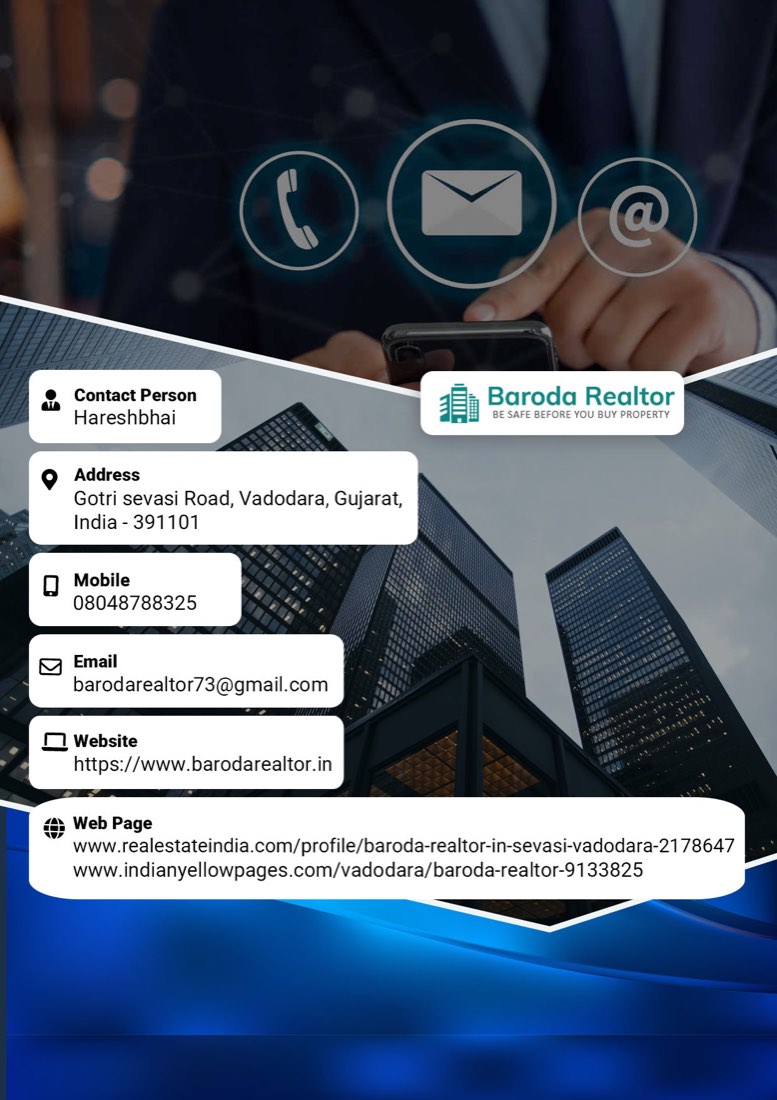 @
Baroda Realtor
BE SAFE BEFORE YOU BUY PROPERTY
Contact Person
Hareshbhai
Address
Gotri sevasi Road, Vadodara, Gujarat,
India - 391101
Mobile
08048788325
Email
barodarealtor73@gmail.com
Website
https://www.barodarealtor.in
Web Page
www.realestateindia.com/profile/baroda-realtor-in-sevasi-vadodara-2178647
www.indianyellowpages.com/vadodara/baroda-realtor-9133825